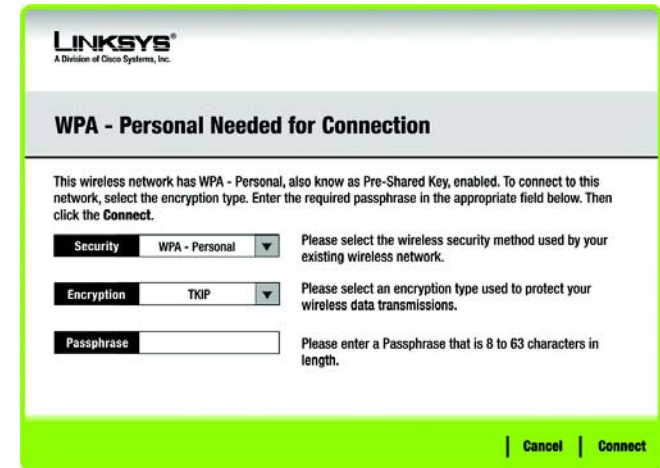 LINKSYS®
A Division of Cisco Systems, Inc.
WPA - Personal Needed for Connection
This wireless network has WPA - Personal, also know as Pre-Shared Key, enabled. To connect to this
network, select the encryption type. Enter the required passphrase in the appropriate field below. Then
click the Connect.
Security WPA - Personal Please select the wireless security method used by your
existing wireless network.
Encryption TKIP Please select an encryption type used to protect your
wireless data transmissions.
Passphrase Please enter a Passphrase that is 8 to 63 characters in
length.
Cancel Connect